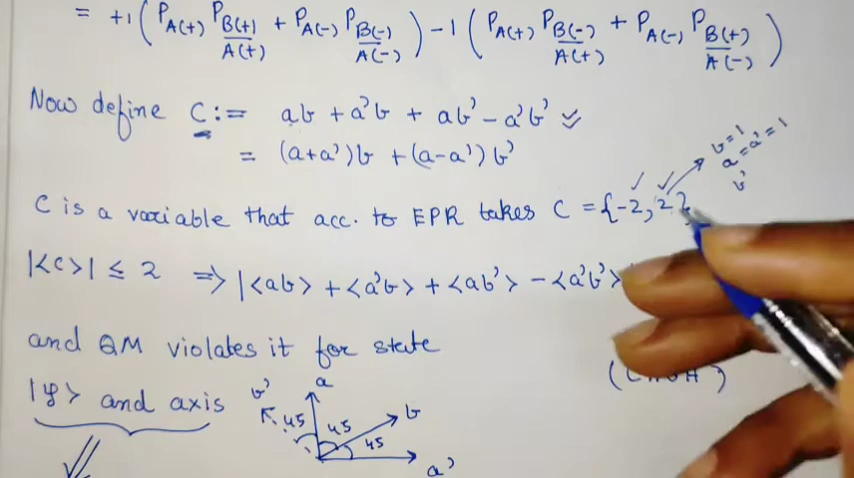 = +1 ( P_A(+) P_B(+)/A(+) + P_A(-) P_B(-)/A(-) ) - 1 ( P_A(+) P_B(-)/A(+) + P_A(-) P_B(+)/A(-) )
Now define C := ab + a'b + ab' - a'b'
= (a+a')b + (a-a')b'
b=1
a=a'=1
b'
C is a variable that acc. to EPR takes C = {-2, 2}
|<c>| ≤ 2 ⇒ |<ab> + <a'b> + <ab'> - <a'b'>
and QM violates it for state
|φ> and axis
b' a b a'
45 45 45